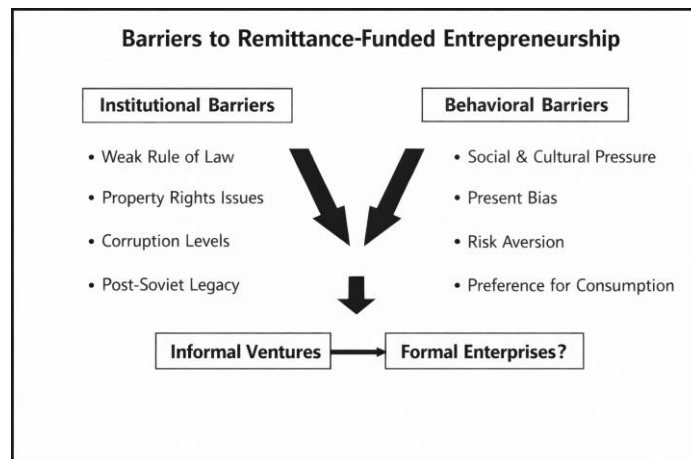 Barriers to Remittance-Funded Entrepreneurship
Institutional Barriers
• Weak Rule of Law
• Property Rights Issues
• Corruption Levels
• Post-Soviet Legacy
Behavioral Barriers
• Social & Cultural Pressure
• Present Bias
• Risk Aversion
• Preference for Consumption
Informal Ventures
Formal Enterprises?